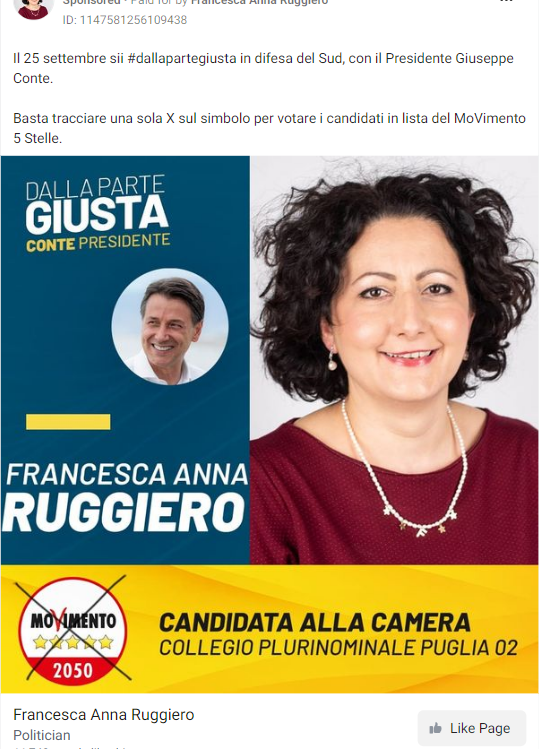 Sponsored • Paid for by Francesca Anna Ruggiero
ID: 1147581256109438
Il 25 settembre sii #dallapartegiusta in difesa del Sud, con il Presidente Giuseppe
Conte.
Basta tracciare una sola X sul simbolo per votare i candidati in lista del MoVimento
5 Stelle.
DALLA PARTE
GIUSTA
CONTE PRESIDENTE
FRANCESCA ANNA
RUGGIERO
MOVIMENTO
2050
CANDIDATA ALLA CAMERA
COLLEGIO PLURINOMINALE PUGLIA 02
Francesca Anna Ruggiero
Politician
Like Page